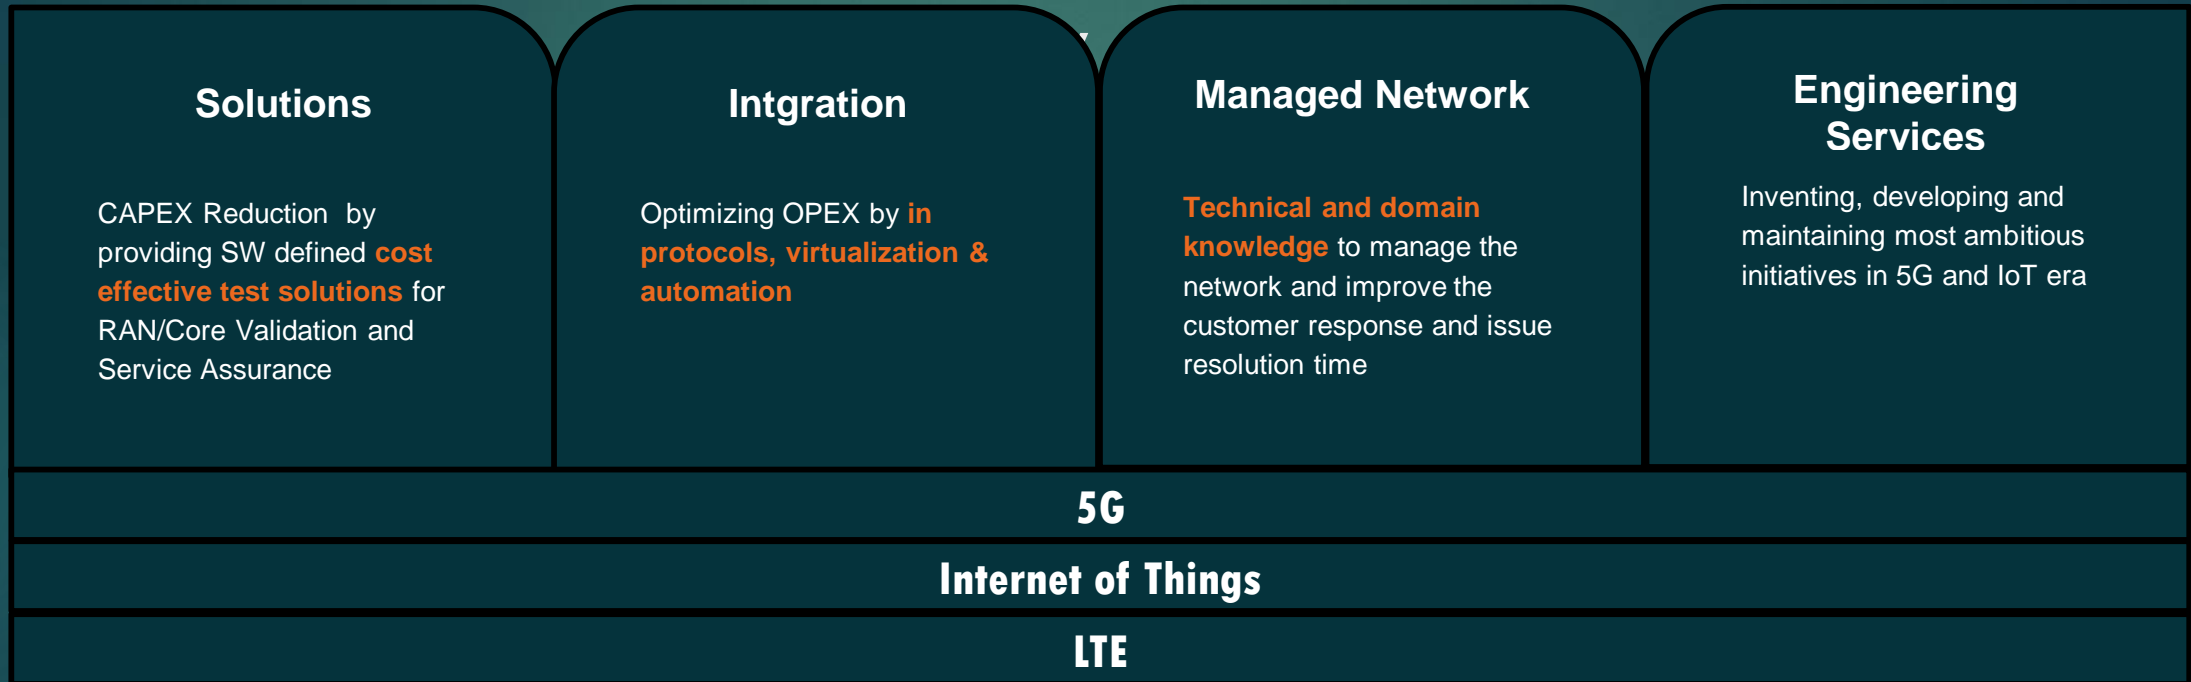 Solutions
CAPEX Reduction by
providing SW defined cost
effective test solutions for
RAN/Core Validation and
Service Assurance
Intgration
Optimizing OPEX by in
protocols, virtualization &
automation
Managed Network
Technical and domain
knowledge to manage the
network and improve the
customer response and issue
resolution time
Engineering
Services
Inventing, developing and
maintaining most ambitious
initiatives in 5G and IoT era
5G
Internet of Things
LTE